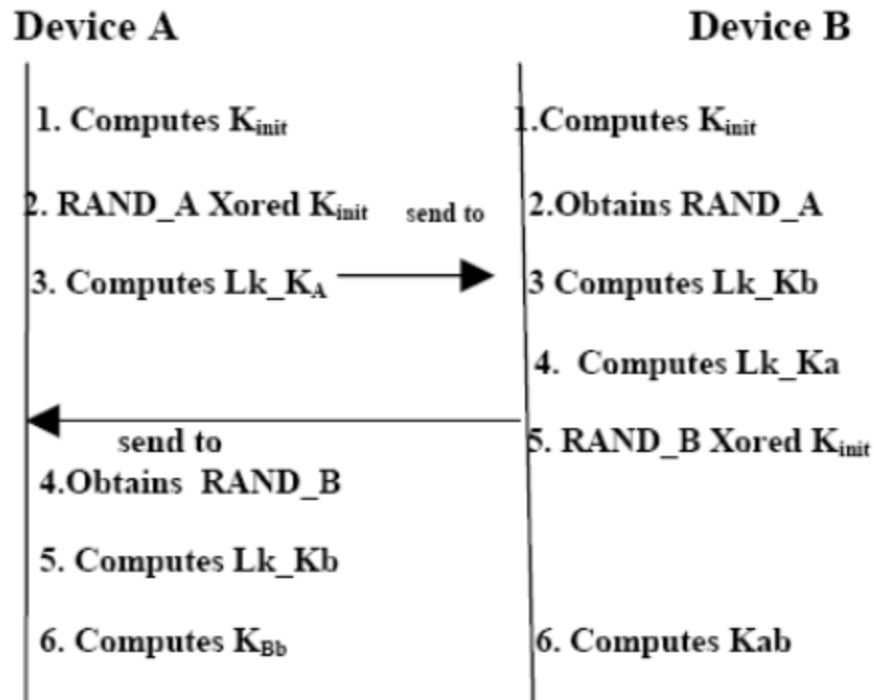 Device A Device B
1. Computes Kinit 1.Computes Kinit
2. RAND_A Xored Kinit send to 2.Obtains RAND_A
3. Computes Lk_KA 3 Computes Lk_Kb
4. Computes Lk_Ka
send to 5. RAND_B Xored Kinit
4.Obtains RAND_B
5. Computes Lk_Kb
6. Computes KBb 6. Computes Kab